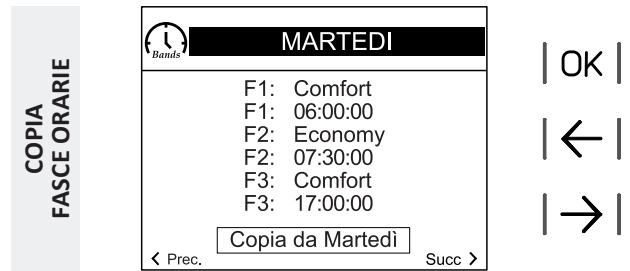 COPIA
FASCE ORARIE
Bands
MARTEDI
F1: Comfort
F1: 06:00:00
F2: Economy
F2: 07:30:00
F3: Comfort
F3: 17:00:00
Copia da Martedì
< Prec.
Succ >
| OK |
| ← |
| → |